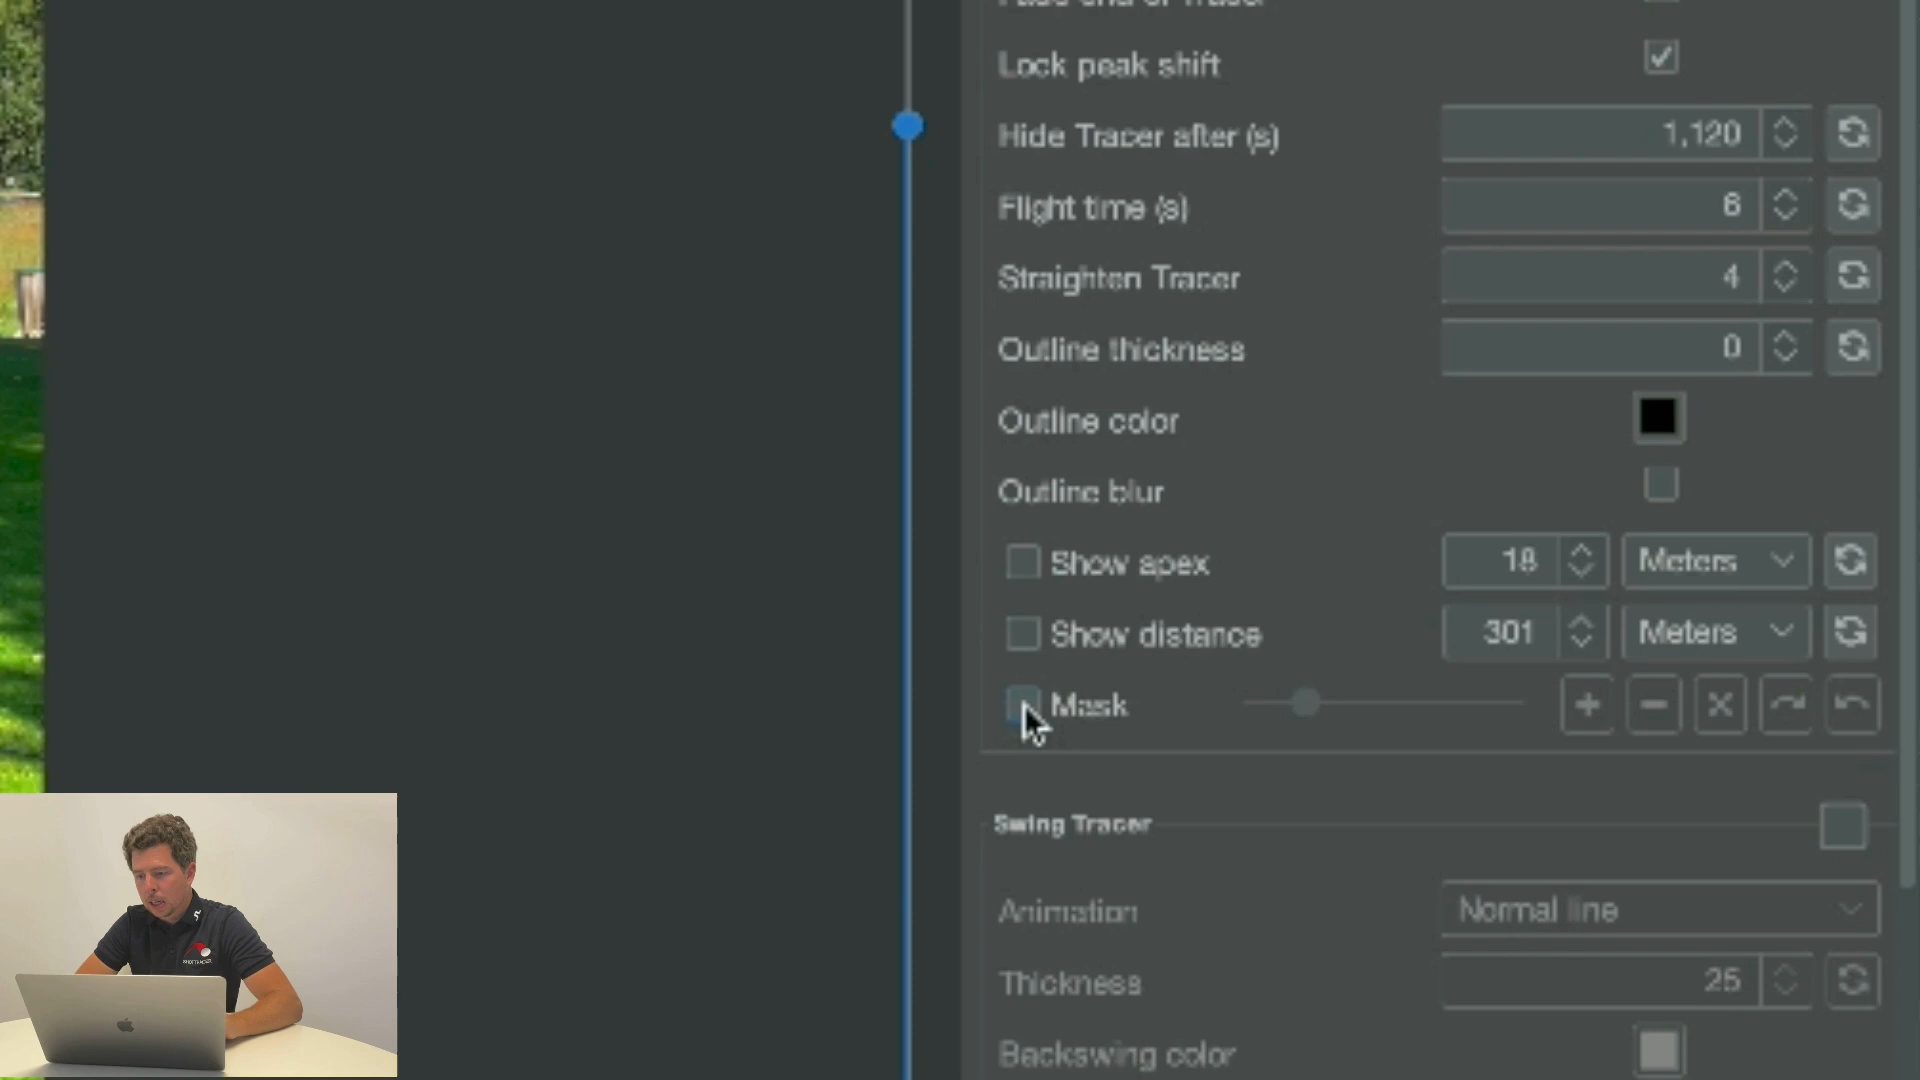 Lock peak shift
Hide Tracer after (s) 1,120
Flight time (s) 6
Straighten Tracer 4
Outline thickness 0
Outline color
Outline blur
Show apex 18 Meters
Show distance 301 Meters
Mask
Swing Tracer
Animation Normal line
Thickness 25
Backswing color